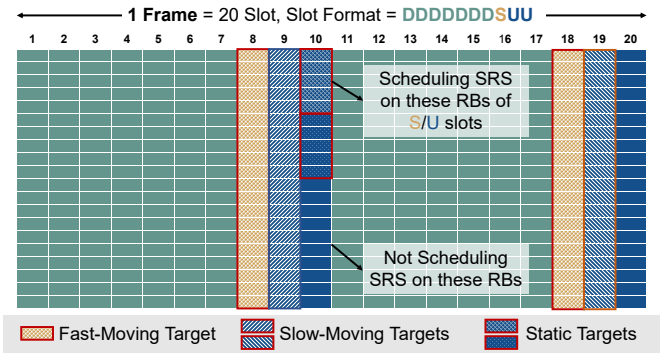 1 Frame = 20 Slot, Slot Format = DDDDDDDSUU
1 2 3 4 5 6 7 8 9 10 11 12 13 14 15 16 17 18 19 20
Scheduling SRS
on these RBs of
S/U slots
Not Scheduling
SRS on these RBs
Fast-Moving Target Slow-Moving Targets Static Targets